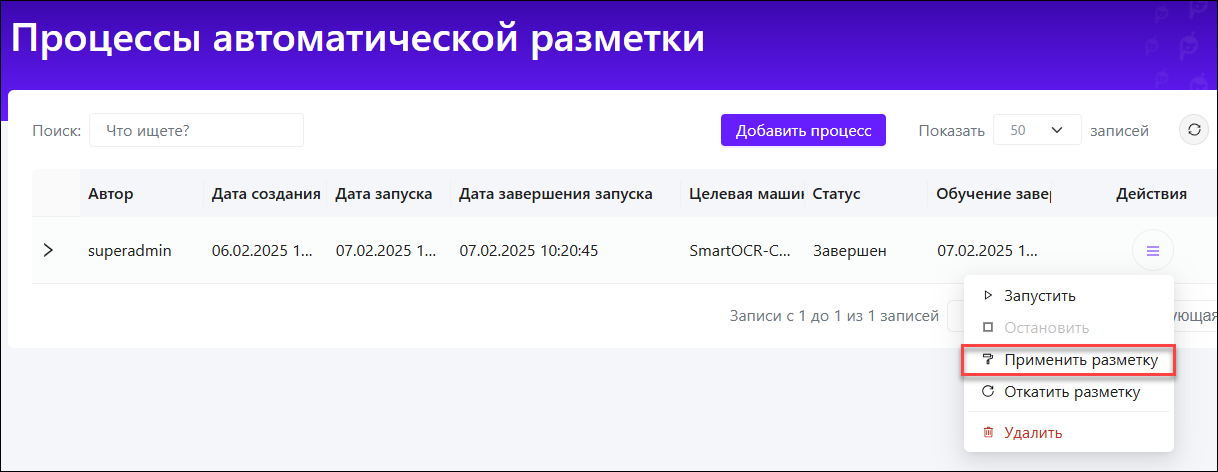 Процессы автоматической разметки
Поиск: Что ищете? Добавить процесс Показать 50 записей
Автор Дата создания Дата запуска Дата завершения запуска Целевая машин Статус Обучение заве Действия
superadmin 06.02.2025 1... 07.02.2025 1... 07.02.2025 10:20:45 SmartOCR-C... Завершен 07.02.2025 1...
Запустить
Записи с 1 до 1 из 1 записей ующая
Остановить
Применить разметку
Откатить разметку
Удалить